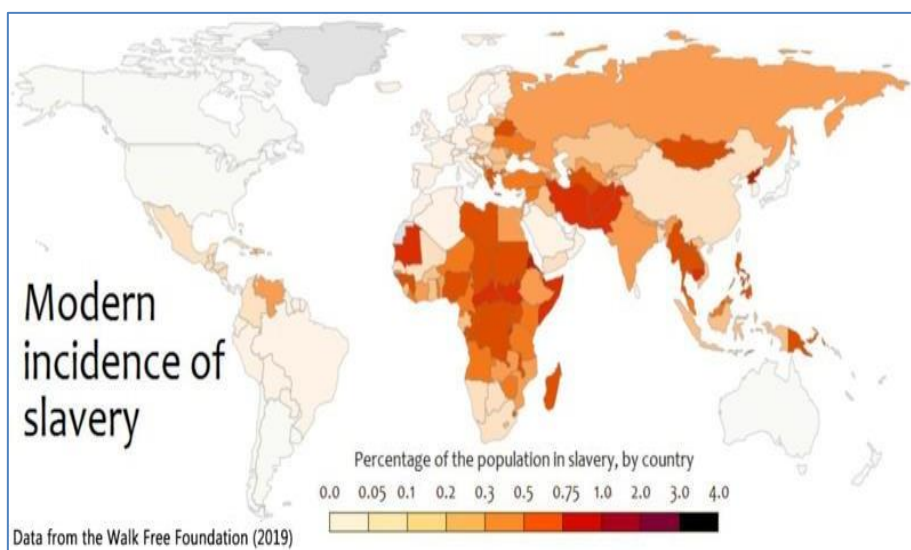 Modern
incidence of
slavery
Percentage of the population in slavery, by country
0.0 0.05 0.1 0.2 0.3 0.5 0.75 1.0 2.0 3.0 4.0
Data from the Walk Free Foundation (2019)